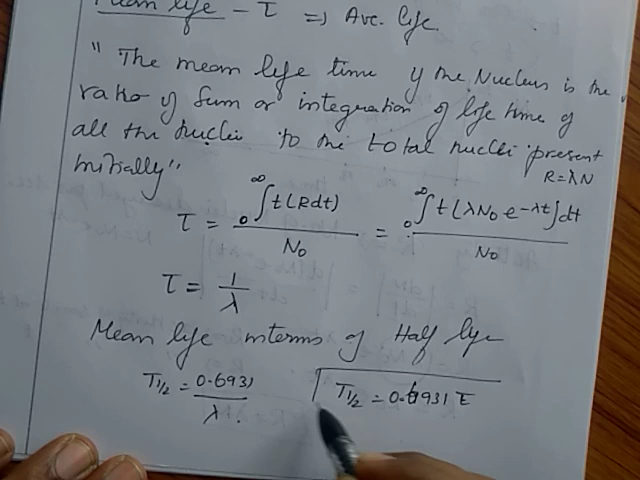 Mean life - τ => Ave. life
"The mean life time of the Nucleus is the
ratio of Sum or integration of life time of
all the nuclei to the total nuclei present
initially"
R = λN
τ = ₀∫^∞ t(Rdt) / N₀ = ₀∫^∞ t(λN₀ e^-λt)dt / N₀
τ = 1/λ
Mean life interms of Half lye
T1/2 = 0.6931 / λ.
T1/2 = 0.6931 τ